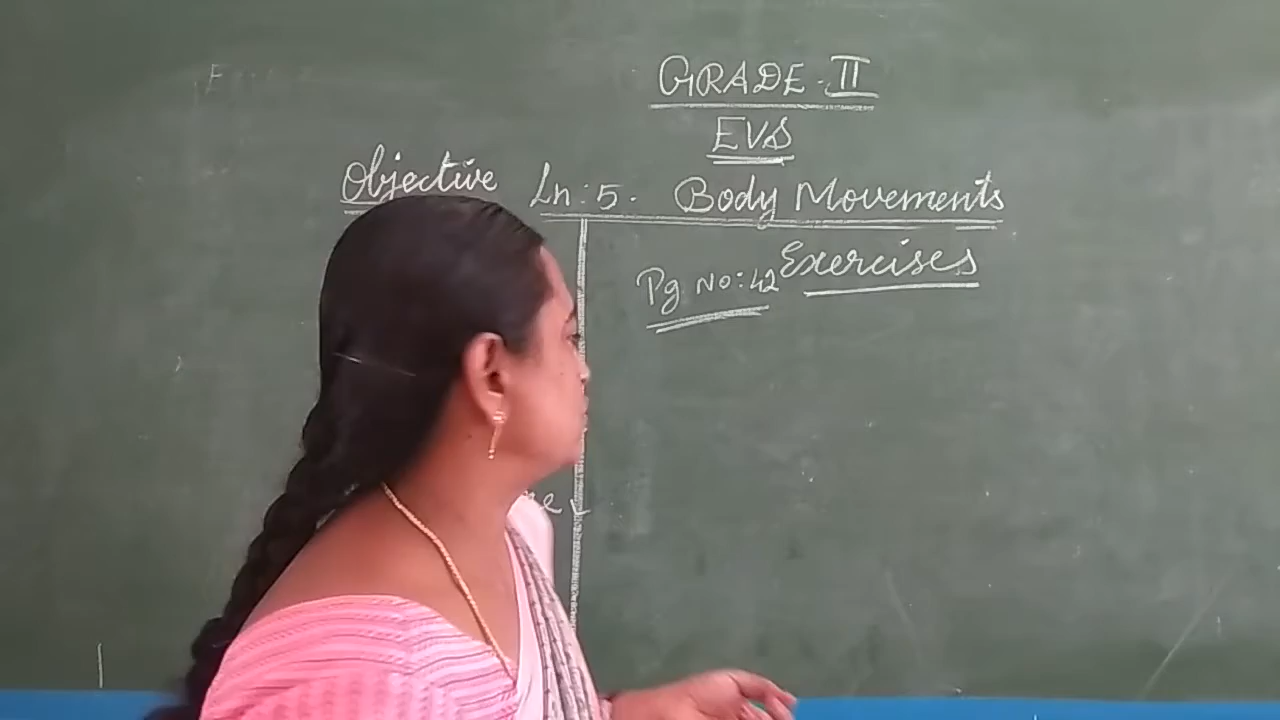 GRADE - II
EVS
Objective Ln : 5 . Body Movements
Exercises
Pg No : 42